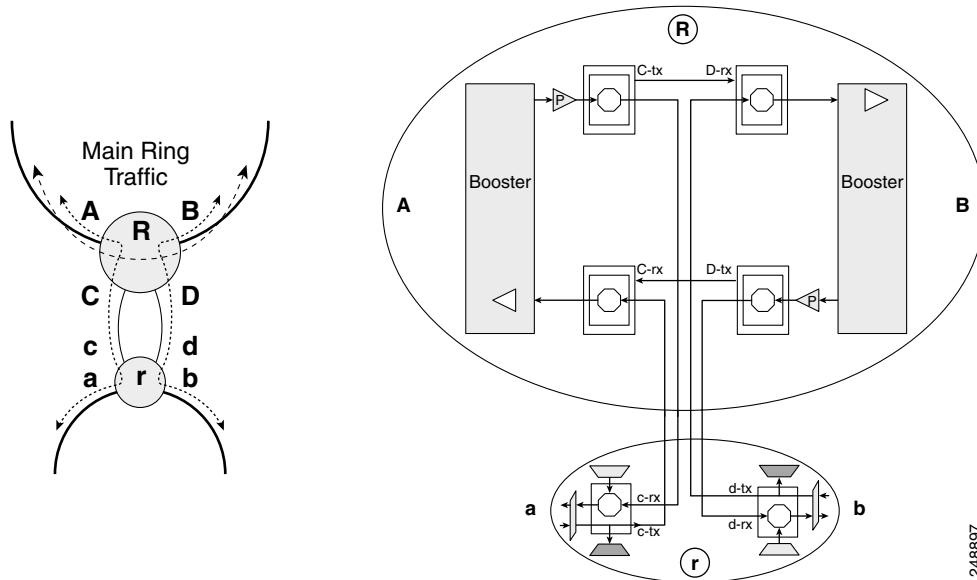 Main Ring
Traffic
A
B
R
C
D
c
d
a
r
b
R
C-tx
D-rx
P
Booster
Booster
A
B
C-rx
D-tx
P
a
c-rx
c-tx
d-tx
d-rx
b
r
248897